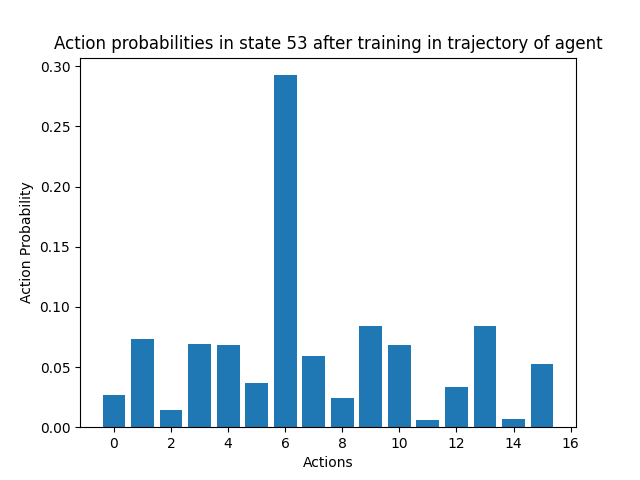 Action probabilities in state 53 after training in trajectory of agent
0.30
0.25
0.20
0.15
0.10
0.05
0.00
Action Probability
0 2 4 6 8 10 12 14 16
Actions